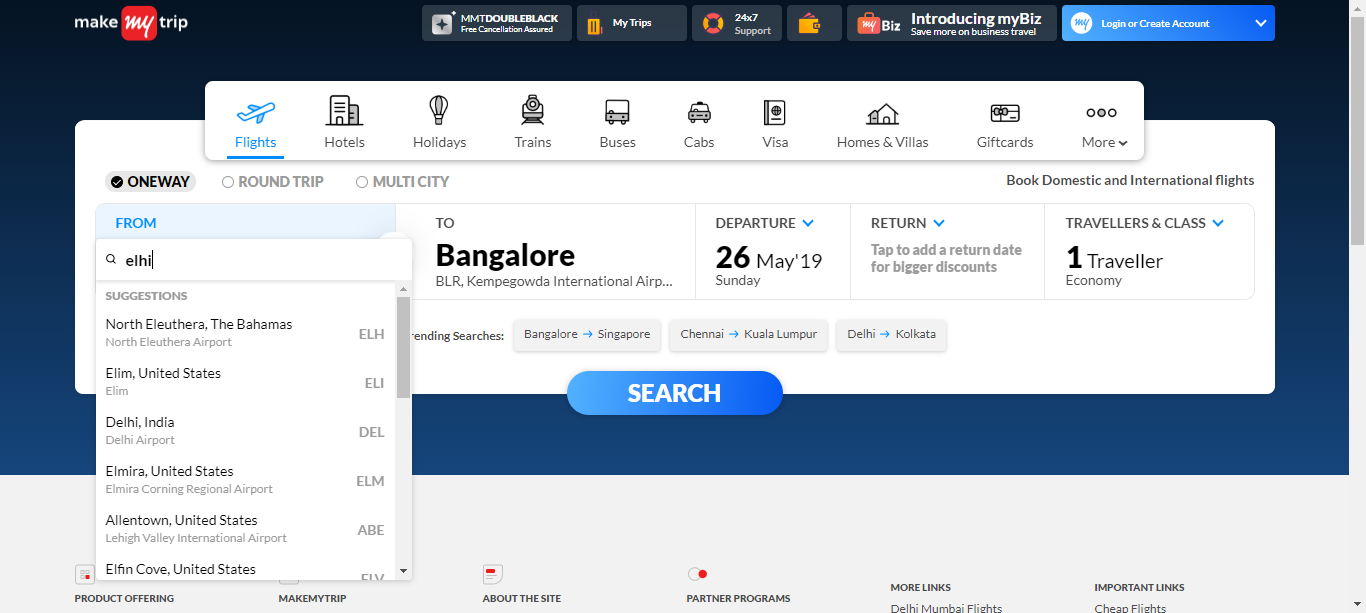 make my trip
MMTDOUBLEBLACK
Free Cancellation Assured
My Trips
24x7
Support
my Biz
Introducing myBiz
Save more on business travel
my
Login or Create Account
Flights
Hotels
Holidays
Trains
Buses
Cabs
Visa
Homes & Villas
Giftcards
More
ONEWAY
ROUND TRIP
MULTI CITY
Book Domestic and International flights
FROM
elhi
SUGGESTIONS
North Eleuthera, The Bahamas
North Eleuthera Airport
ELH
Elim, United States
Elim
ELI
Delhi, India
Delhi Airport
DEL
Elmira, United States
Elmira Corning Regional Airport
ELM
Allentown, United States
Lehigh Valley International Airport
ABE
Elfin Cove, United States
ELV
TO
Bangalore
BLR, Kempegowda International Airp...
DEPARTURE
26 May'19
Sunday
RETURN
Tap to add a return date
for bigger discounts
TRAVELLERS & CLASS
1 Traveller
Economy
rending Searches:
Bangalore → Singapore
Chennai → Kuala Lumpur
Delhi → Kolkata
SEARCH
PRODUCT OFFERING
MAKEMYTRIP
ABOUT THE SITE
PARTNER PROGRAMS
MORE LINKS
Delhi Mumbai Flights
IMPORTANT LINKS
Cheap Flights